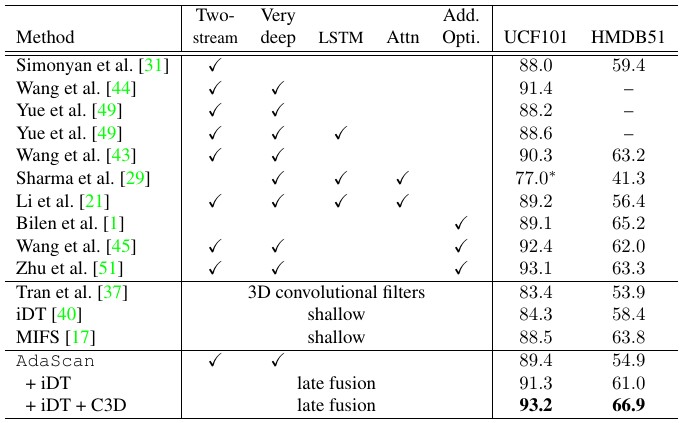 Two- Very Add.
Method stream deep LSTM Attn Opti. UCF101 HMDB51
Simonyan et al. [31] ✓ 88.0 59.4
Wang et al. [44] ✓ ✓ 91.4 –
Yue et al. [49] ✓ ✓ 88.2 –
Yue et al. [49] ✓ ✓ ✓ 88.6 –
Wang et al. [43] ✓ ✓ 90.3 63.2
Sharma et al. [29] ✓ ✓ ✓ 77.0* 41.3
Li et al. [21] ✓ ✓ ✓ ✓ 89.2 56.4
Bilen et al. [1] ✓ 89.1 65.2
Wang et al. [45] ✓ ✓ ✓ 92.4 62.0
Zhu et al. [51] ✓ ✓ ✓ 93.1 63.3
Tran et al. [37] 3D convolutional filters 83.4 53.9
iDT [40] shallow 84.3 58.4
MIFS [17] shallow 88.5 63.8
AdaScan ✓ ✓ 89.4 54.9
+ iDT late fusion 91.3 61.0
+ iDT + C3D late fusion 93.2 66.9